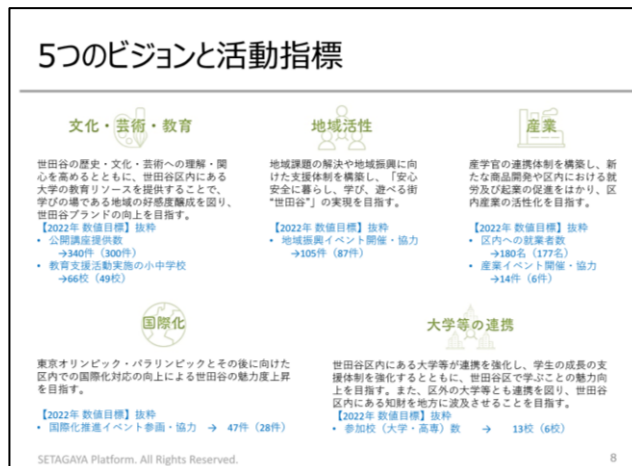 5つのビジョンと活動指標
文化・芸術・教育
世田谷の歴史・文化・芸術への理解・関
心を高めるとともに、世田谷区内にある
大学の教育リソースを提供することで、
学びの場である地域の好感度醸成を図り、
世田谷ブランドの向上を目指す。
【2022年 数値目標】抜粋
• 公開講座提供数
→340件（300件）
• 教育支援活動実施の小中学校
→66校（49校）
地域活性
地域課題の解決や地域振興に向
けた支援体制を構築し、「安心
安全に暮らし、学び、遊べる街
“世田谷”」の実現を目指す。
【2022年 数値目標】抜粋
• 地域振興イベント開催・協力
→105件（87件）
産業
産学官の連携体制を構築し、新
たな商品開発や区内における就
労及び起業の促進をはかり、区
内産業の活性化を目指す。
【2022年 数値目標】抜粋
• 区内への就業者数
→180名（177名）
• 産業イベント開催・協力
→14件（6件）
国際化
東京オリンピック・パラリンピックとその後に向けた
区内での国際化対応の向上による世田谷の魅力度上昇
を目指す。
【2022年 数値目標】抜粋
• 国際化推進イベント参画・協力 → 47件（28件）
大学等の連携
世田谷区内にある大学等が連携を強化し、学生の成長の支
援体制を強化するとともに、世田谷区で学ぶことの魅力向
上を目指す。また、区外の大学等とも連携を図り、世田谷
区内にある知財を地方に波及させることを目指す。
【2022年 数値目標】抜粋
• 参加校（大学・高専）数 → 13校（6校）
SETAGAYA Platform. All Rights Reserved.
8